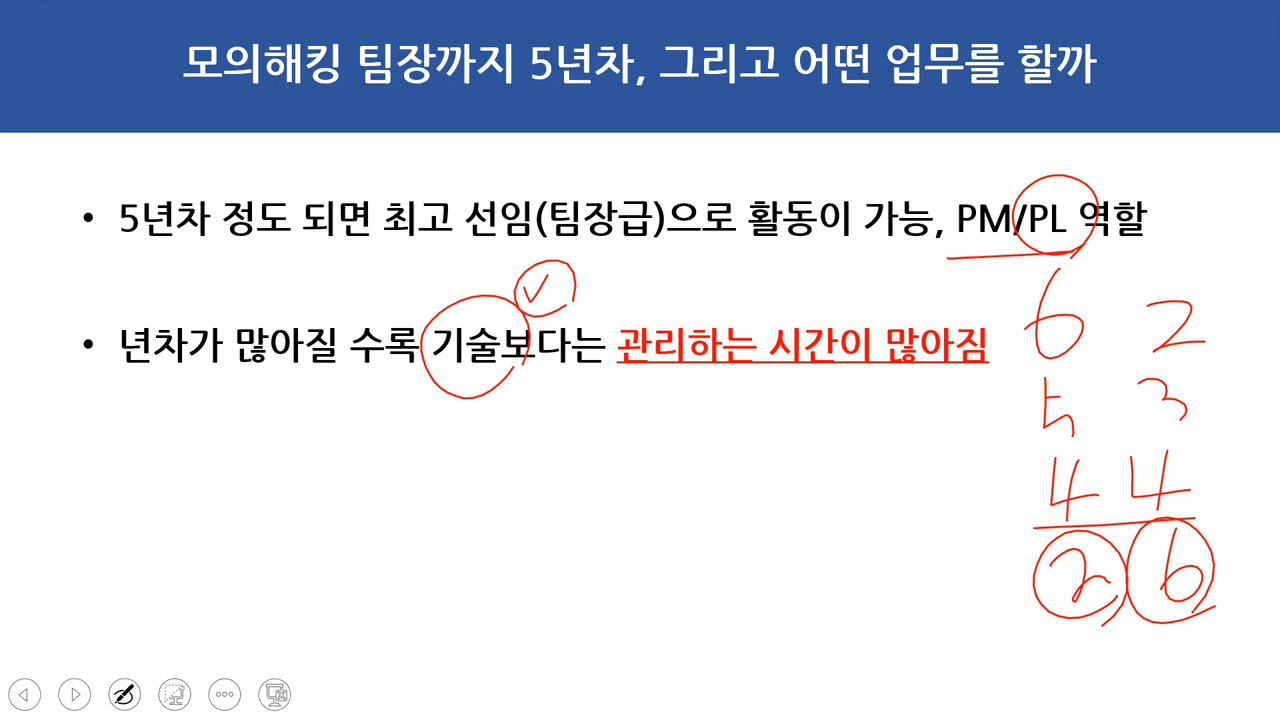 모의해킹 팀장까지 5년차, 그리고 어떤 업무를 할까
• 5년차 정도 되면 최고 선임(팀장급)으로 활동이 가능, PM/PL 역할
• 년차가 많아질 수록 기술보다는 관리하는 시간이 많아짐
6 2
5 3
4 4
2 6